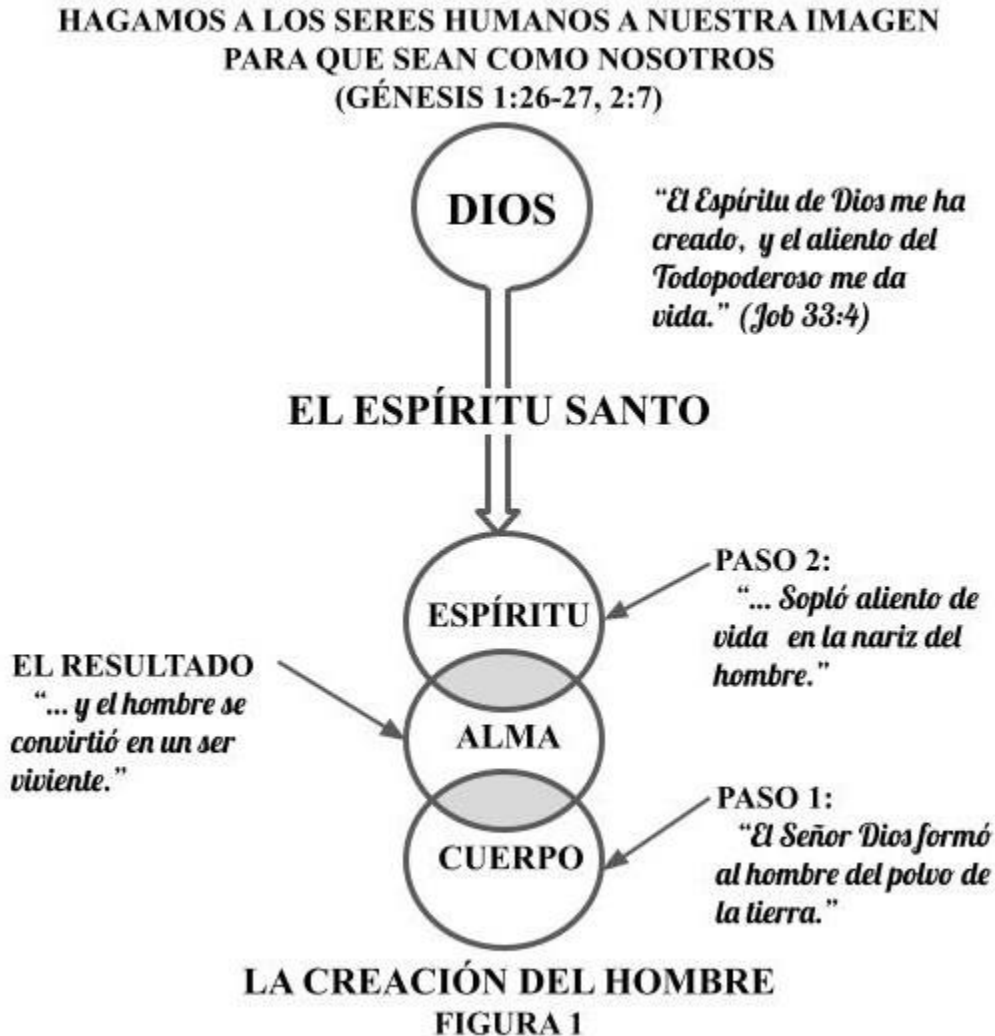 HAGAMOS A LOS SERES HUMANOS A NUESTRA IMAGEN
PARA QUE SEAN COMO NOSOTROS
(GÉNESIS 1:26-27, 2:7)
DIOS
“El Espíritu de Dios me ha
creado, y el aliento del
Todopoderoso me da
vida.” (Job 33:4)
EL ESPÍRITU SANTO
ESPÍRITU
PASO 2:
“... Sopló aliento de
vida en la nariz del
hombre.”
EL RESULTADO
“... y el hombre se
convirtió en un ser
viviente.”
ALMA
CUERPO
PASO 1:
“El Señor Dios formó
al hombre del polvo de
la tierra.”
LA CREACIÓN DEL HOMBRE
FIGURA 1